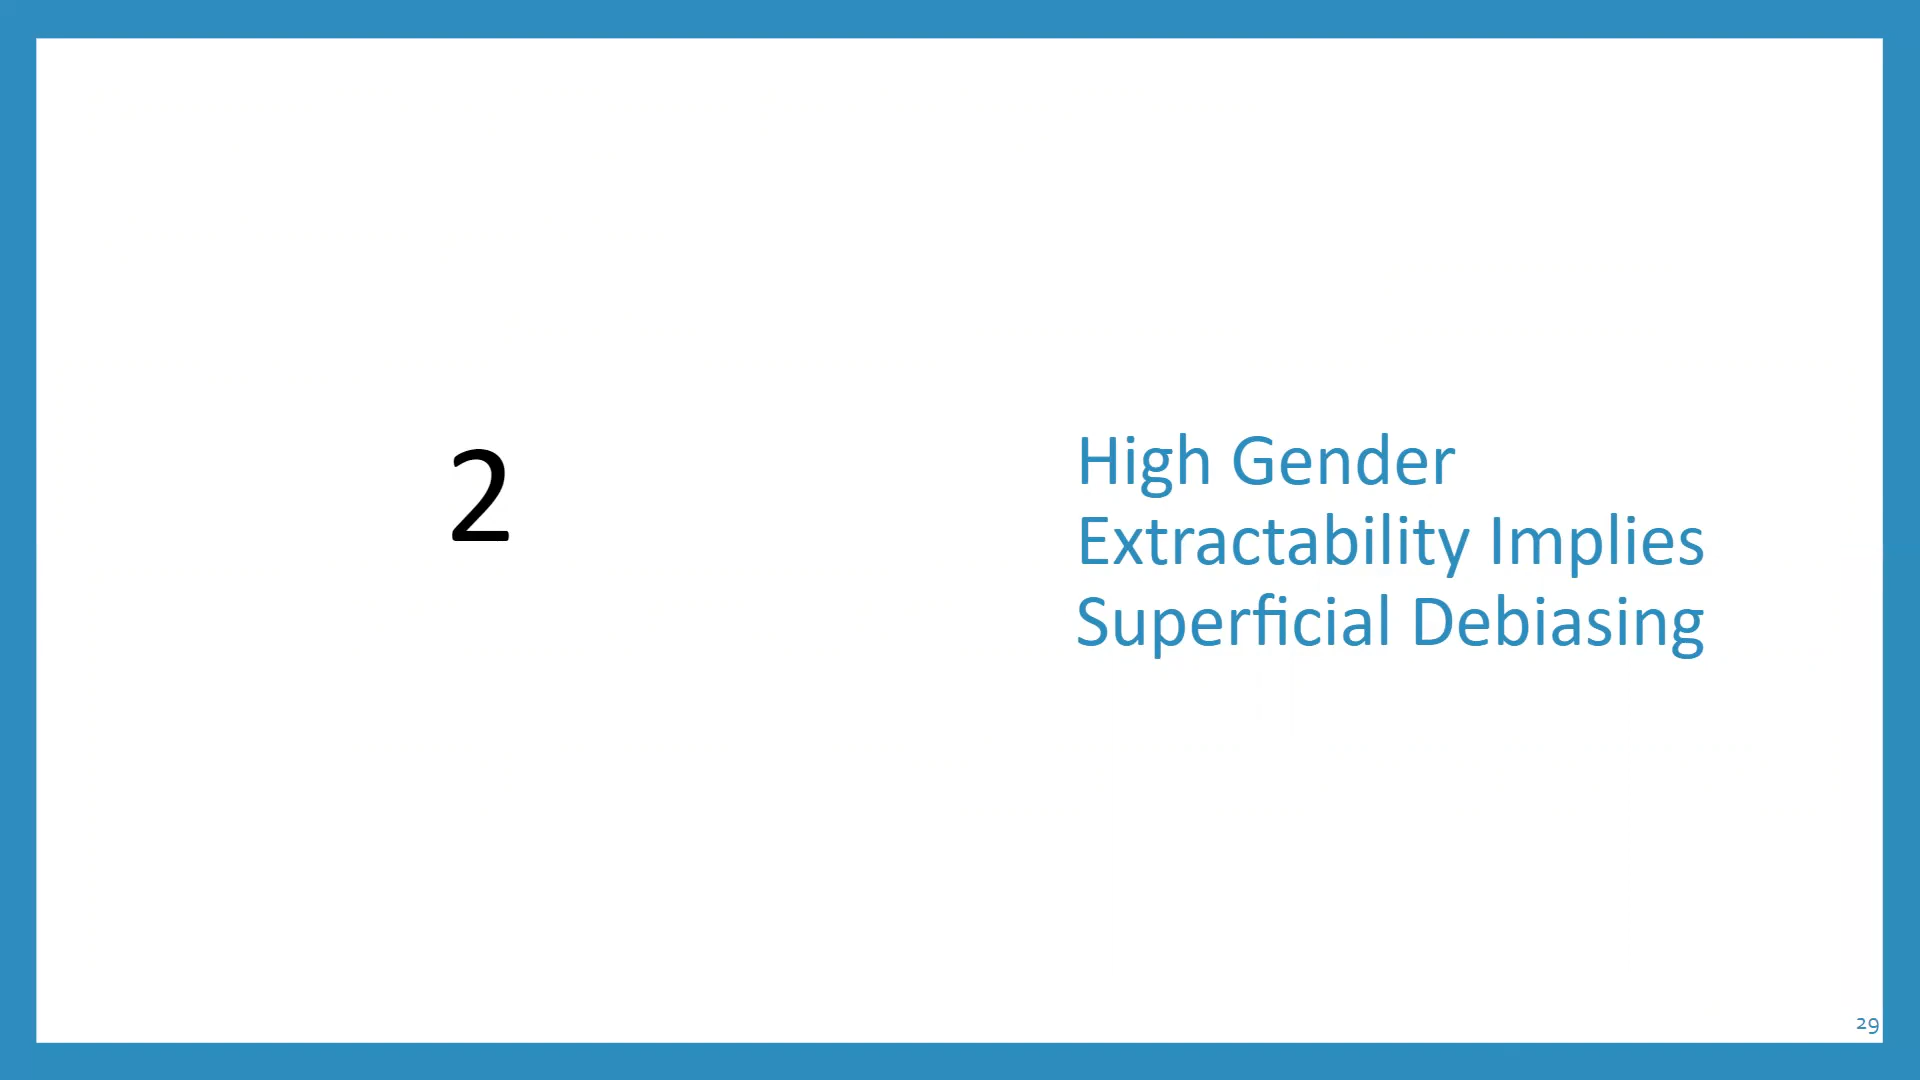 2
High Gender
Extractability Implies
Superficial Debiasing
29